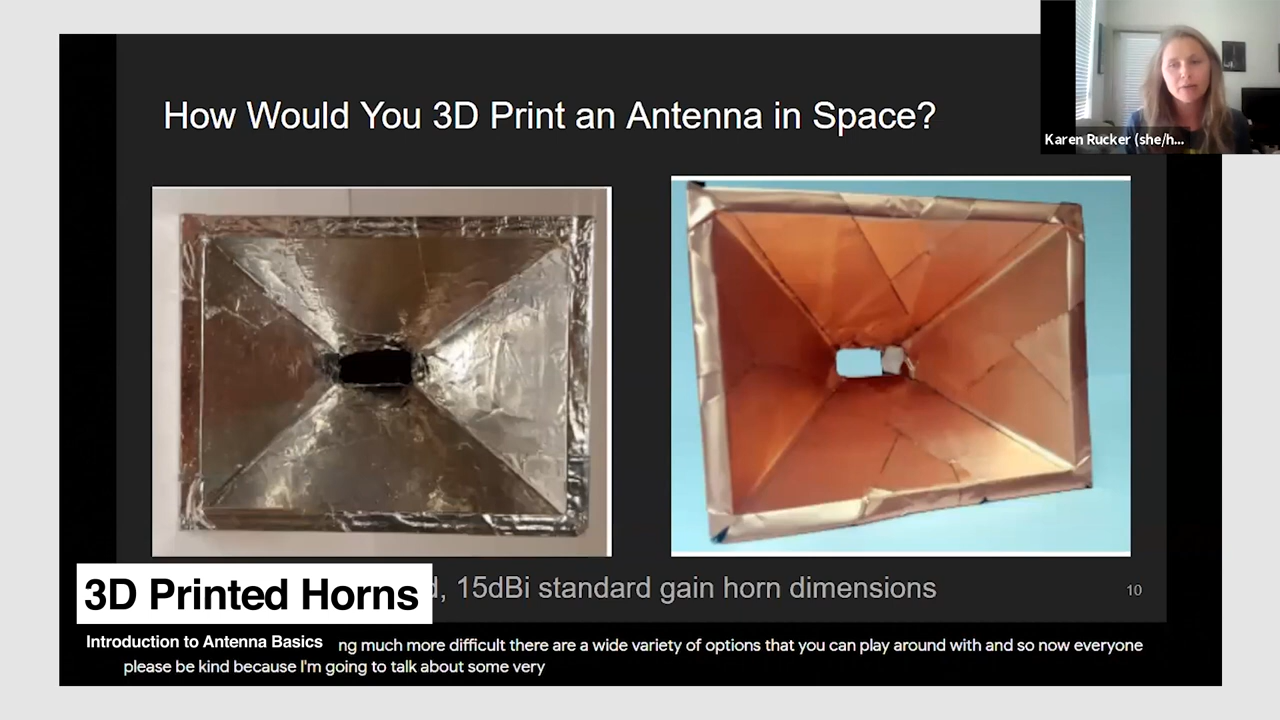 How Would You 3D Print an Antenna in Space?
Karen Rucker (she/h...
3D Printed Horns
, 15dBi standard gain horn dimensions
10
Introduction to Antenna Basics
ng much more difficult there are a wide variety of options that you can play around with and so now everyone
please be kind because I'm going to talk about some very